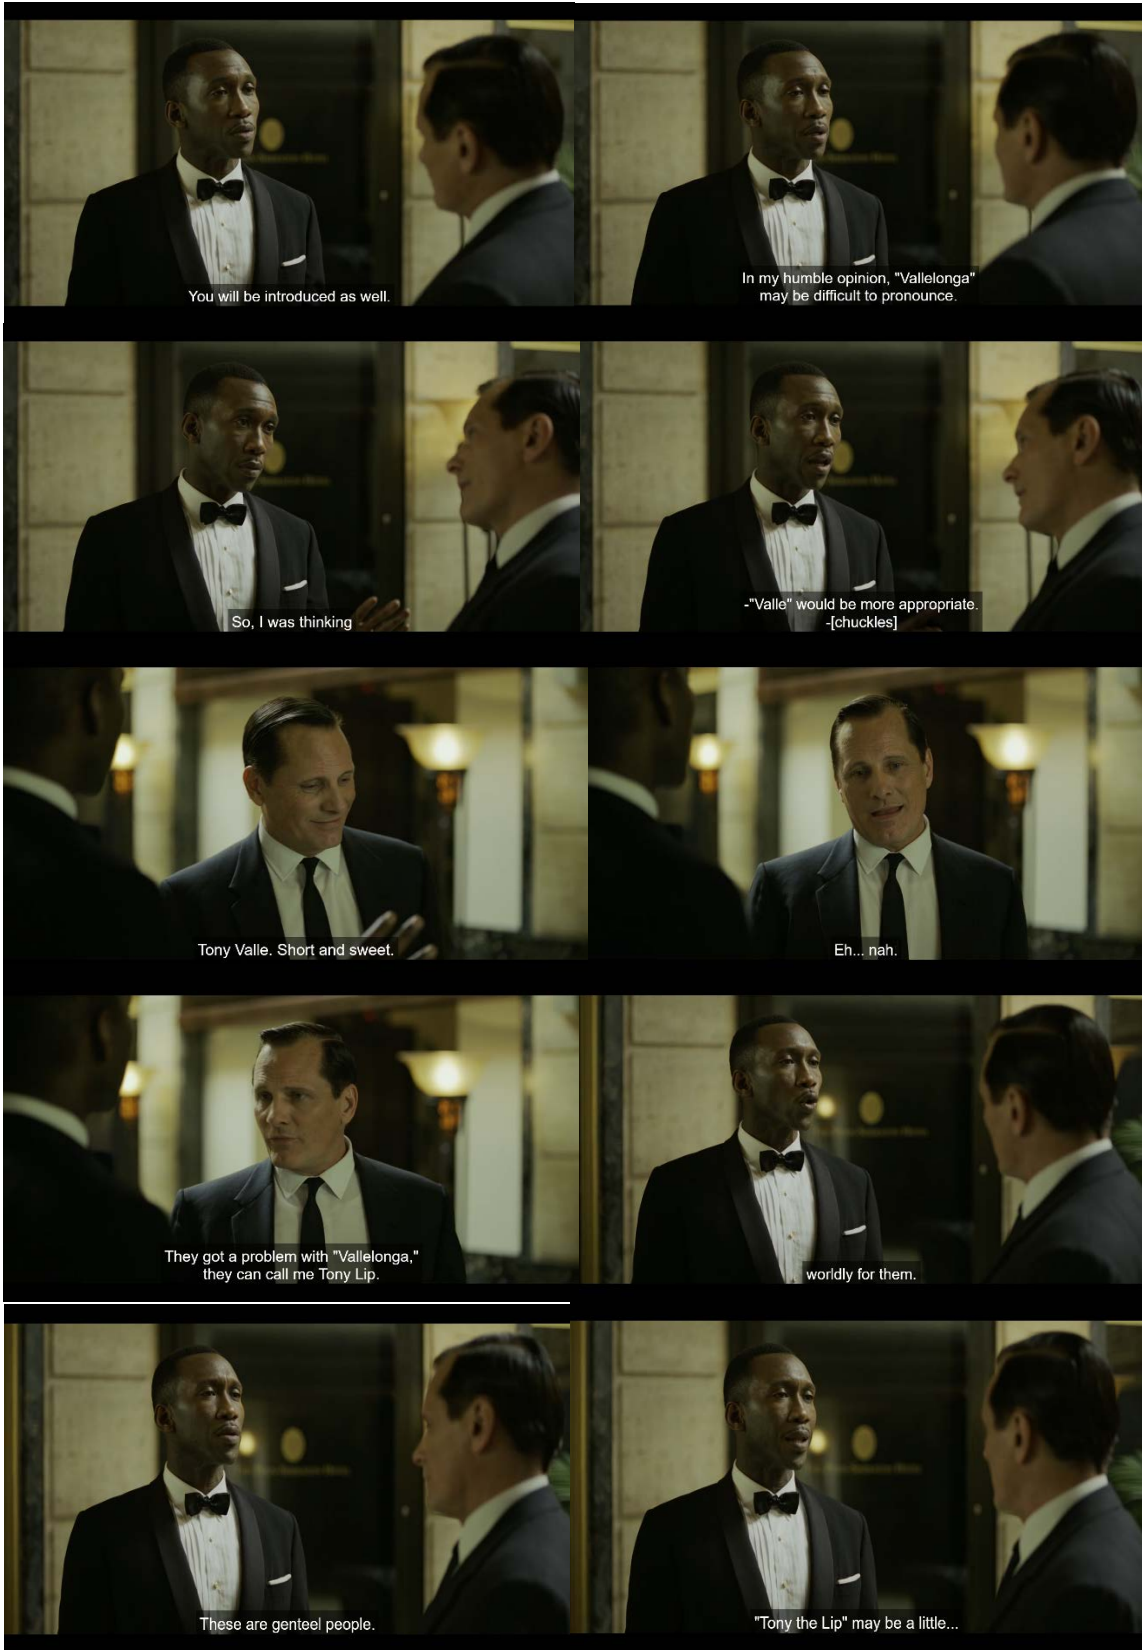 You will be introduced as well.
In my humble opinion, "Vallelonga"
may be difficult to pronounce.
So, I was thinking
-"Valle" would be more appropriate.
-[chuckles]
Tony Valle. Short and sweet.
Eh... nah.
They got a problem with "Vallelonga,"
they can call me Tony Lip.
worldly for them.
These are genteel people.
"Tony the Lip" may be a little...